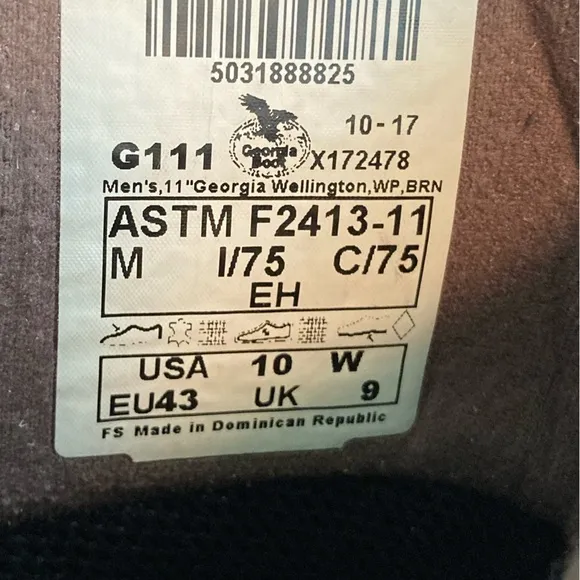 5031888825
10-17
G111 Georgia Boot X172478
Men's,11"Georgia Wellington,WP,BRN
ASTM F2413-11
M I/75 C/75
EH
USA 10 W
EU43 UK 9
FS Made in Dominican Republic